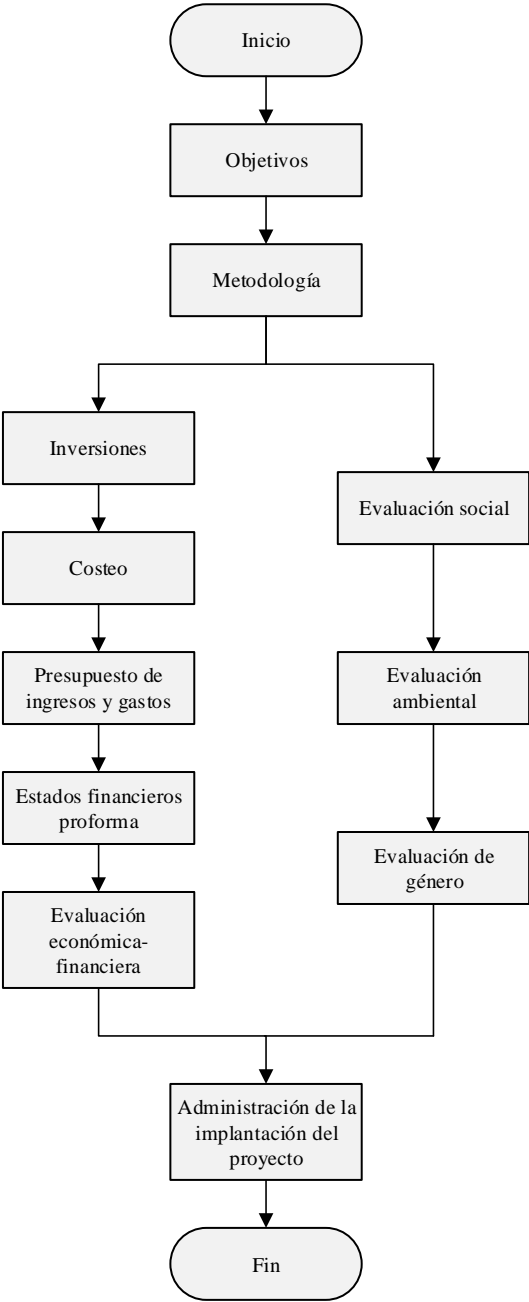 Inicio
Objetivos
Metodología
Inversiones
Costeo
Presupuesto de
ingresos y gastos
Estados financieros
proforma
Evaluación
económica-
financiera
Evaluación social
Evaluación
ambiental
Evaluación de
género
Administración de la
implantación del
proyecto
Fin